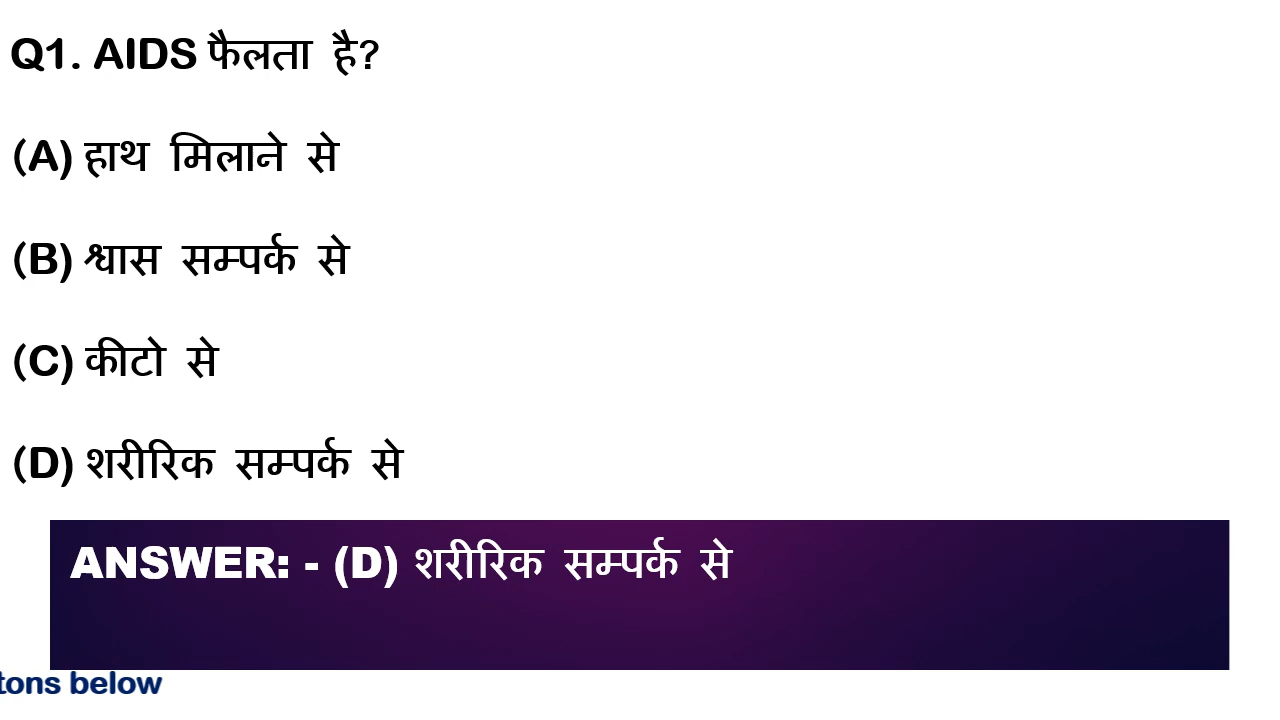 Q1. AIDS फैलता है?
(A) हाथ मिलाने से
(B) श्वास सम्पर्क से
(C) कीटो से
(D) शरीरिक सम्पर्क से
ANSWER: - (D) शरीरिक सम्पर्क से
tons below